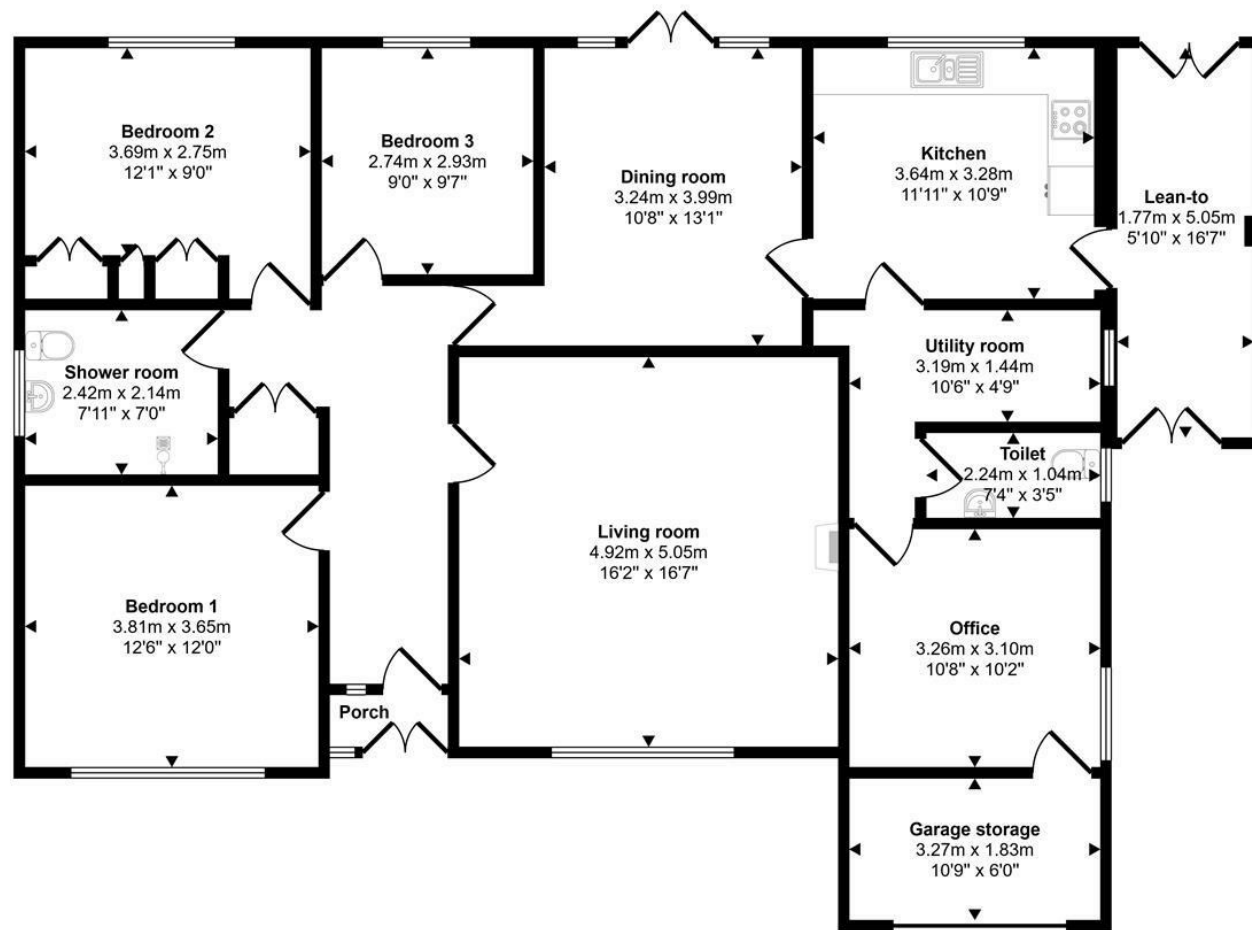 Bedroom 2
3.69m x 2.75m
12'1" x 9'0"
Bedroom 3
2.74m x 2.93m
9'0" x 9'7"
Dining room
3.24m x 3.99m
10'8" x 13'1"
Kitchen
3.64m x 3.28m
11'11" x 10'9"
Lean-to
1.77m x 5.05m
5'10" x 16'7"
Shower room
2.42m x 2.14m
7'11" x 7'0"
Utility room
3.19m x 1.44m
10'6" x 4'9"
Toilet
2.24m x 1.04m
7'4" x 3'5"
Living room
4.92m x 5.05m
16'2" x 16'7"
Bedroom 1
3.81m x 3.65m
12'6" x 12'0"
Office
3.26m x 3.10m
10'8" x 10'2"
Porch
Garage storage
3.27m x 1.83m
10'9" x 6'0"